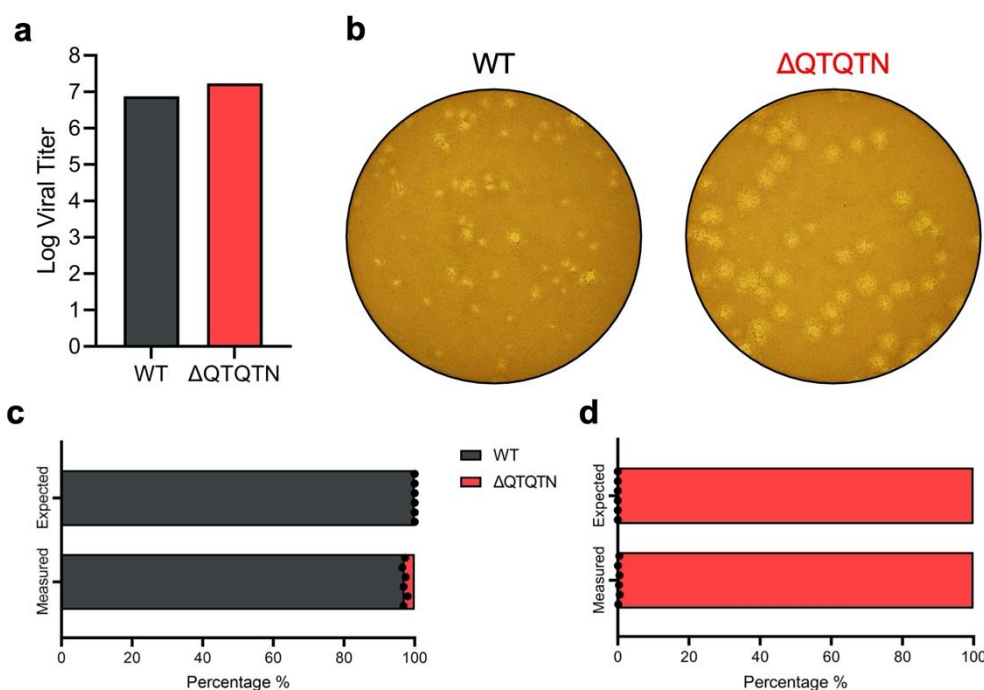 a
8
7
6
5
4
3
2
1
0
Log Viral Titer
WT
ΔQTQTN
b
WT
ΔQTQTN
c
Expected
Measured
0
20
40
60
80
100
Percentage %
WT
ΔQTQTN
d
Expected
Measured
0
20
40
60
80
100
Percentage %